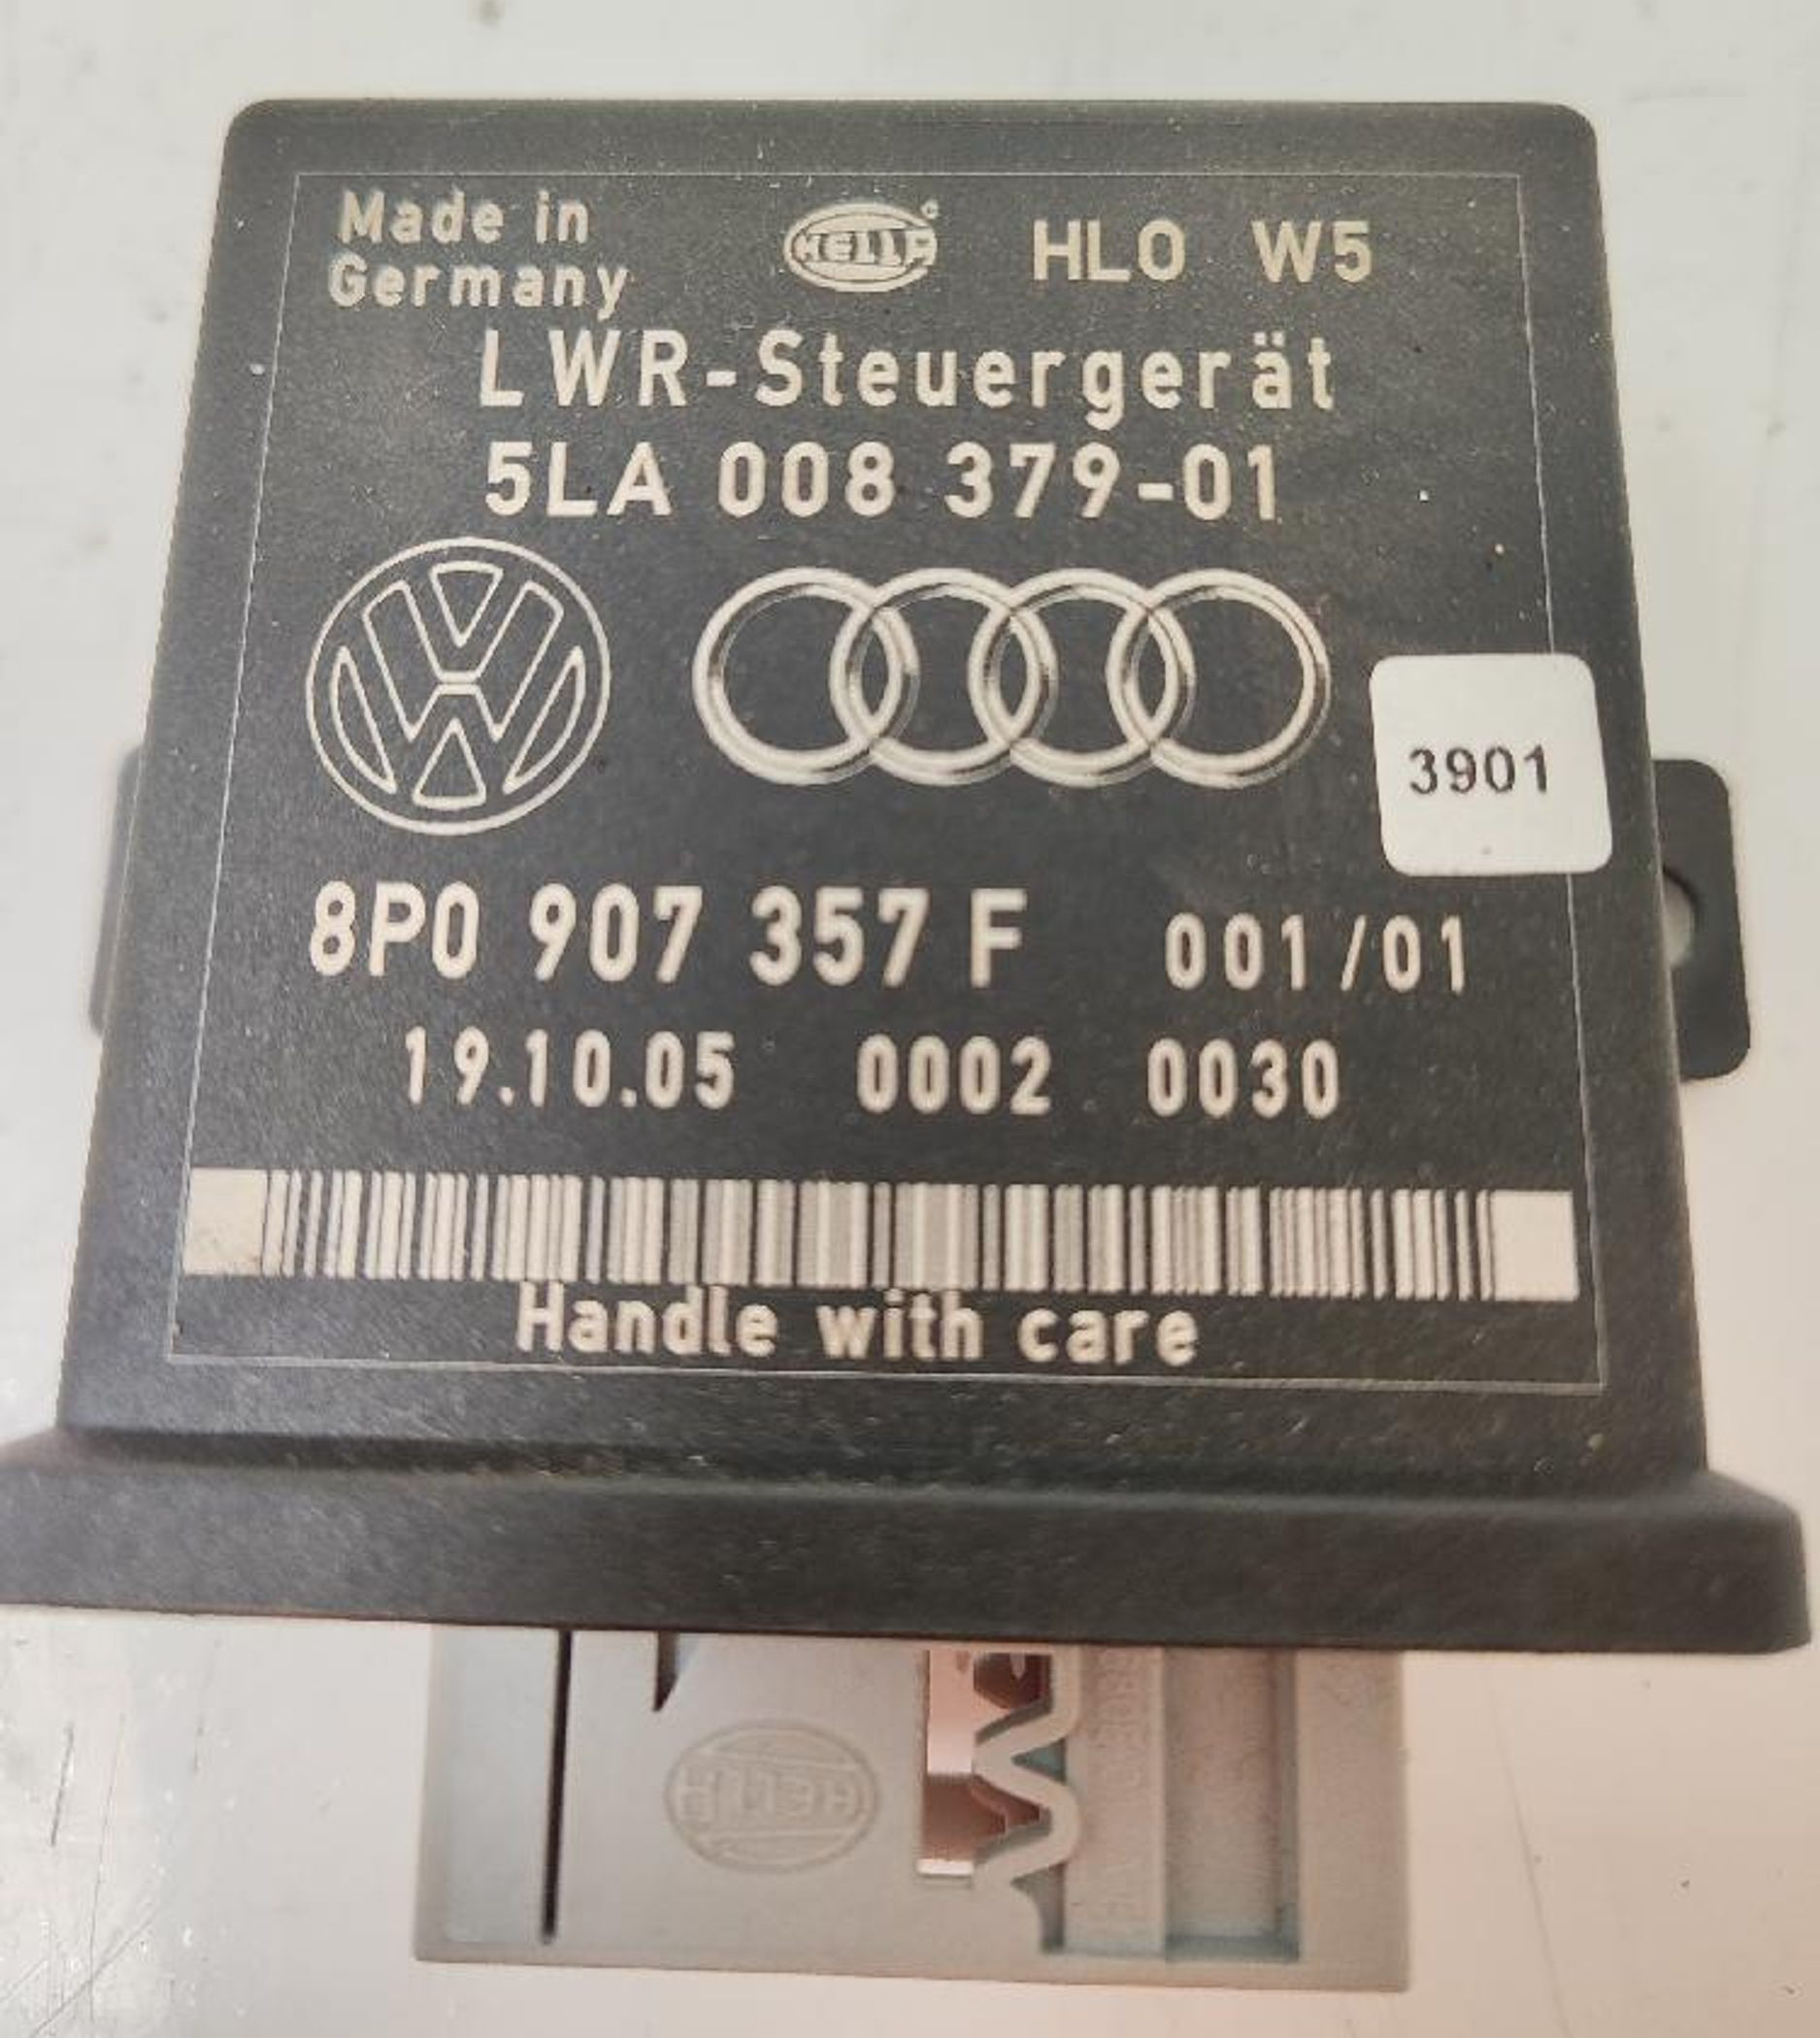 Made in
Germany
HELLA HLO W5
LWR-Steuergerät
5LA 008 379-01
3901
8P0 907 357 F 001/01
19.10.05 0002 0030
Handle with care
HELLA